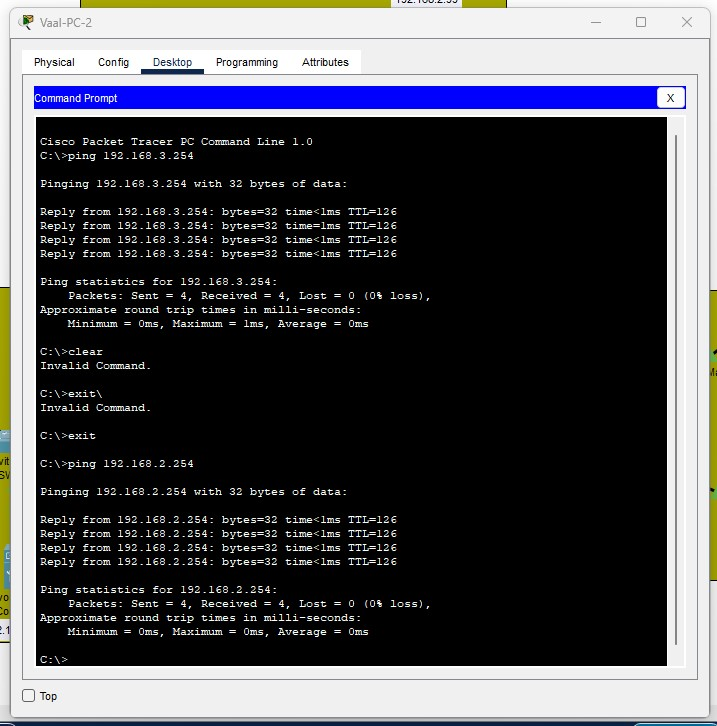 Vaal-PC-2
Physical Config Desktop Programming Attributes
Command Prompt
X
Cisco Packet Tracer PC Command Line 1.0
C:\>ping 192.168.3.254
Pinging 192.168.3.254 with 32 bytes of data:
Reply from 192.168.3.254: bytes=32 time<1ms TTL=126
Reply from 192.168.3.254: bytes=32 time=1ms TTL=126
Reply from 192.168.3.254: bytes=32 time<1ms TTL=126
Reply from 192.168.3.254: bytes=32 time<1ms TTL=126
Ping statistics for 192.168.3.254:
Packets: Sent = 4, Received = 4, Lost = 0 (0% loss),
Approximate round trip times in milli-seconds:
Minimum = 0ms, Maximum = 1ms, Average = 0ms
C:\>clear
Invalid Command.
C:\>exit\
Invalid Command.
C:\>exit
C:\>ping 192.168.2.254
Pinging 192.168.2.254 with 32 bytes of data:
Reply from 192.168.2.254: bytes=32 time<1ms TTL=126
Reply from 192.168.2.254: bytes=32 time<1ms TTL=126
Reply from 192.168.2.254: bytes=32 time<1ms TTL=126
Reply from 192.168.2.254: bytes=32 time<1ms TTL=126
Ping statistics for 192.168.2.254:
Packets: Sent = 4, Received = 4, Lost = 0 (0% loss),
Approximate round trip times in milli-seconds:
Minimum = 0ms, Maximum = 0ms, Average = 0ms
C:\>
Top